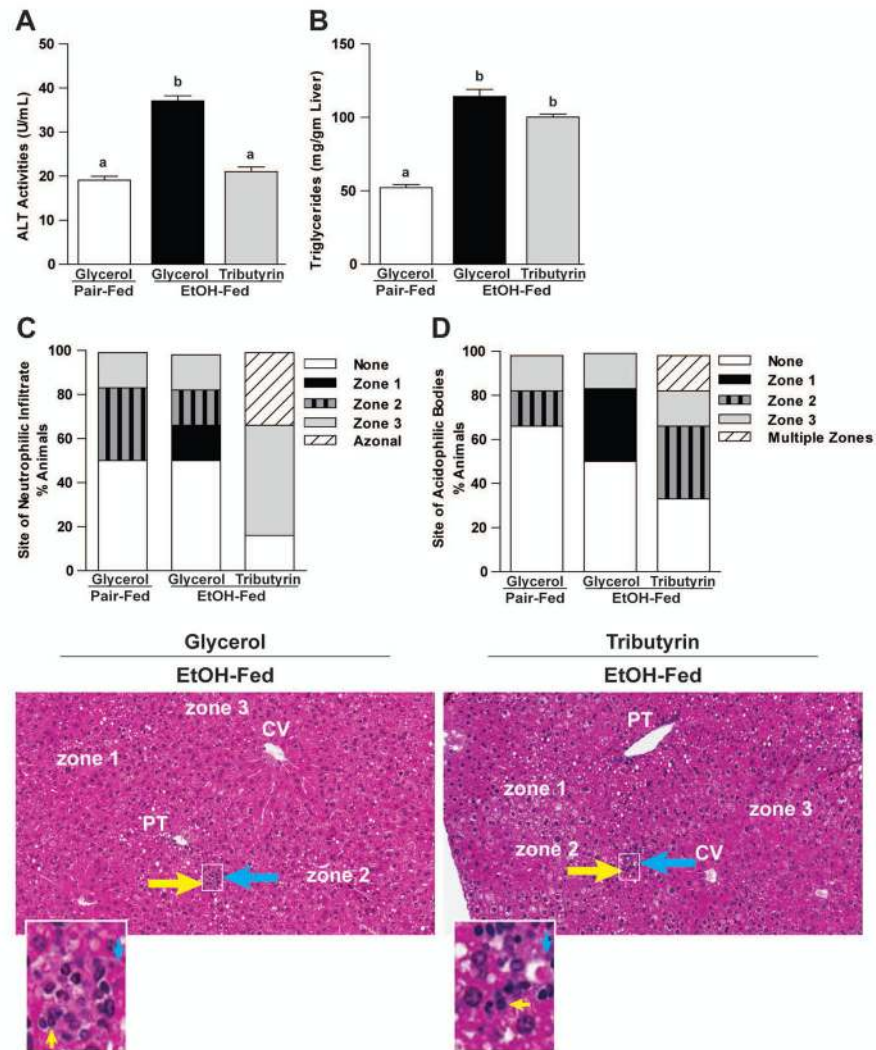 A
ALT Activities (U/mL)
50
40
30
20
10
0
a
b
a
Glycerol Glycerol Tributyrin
Pair-Fed EtOH-Fed
B
Triglycerides (mg/gm Liver)
150
100
50
0
a
b
b
Glycerol Glycerol Tributyrin
Pair-Fed EtOH-Fed
C
Site of Neutrophilic Infiltrate
% Animals
100
80
60
40
20
0
None
Zone 1
Zone 2
Zone 3
Azonal
Glycerol Glycerol Tributyrin
Pair-Fed EtOH-Fed
D
Site of Acidophilic Bodies
% Animals
100
80
60
40
20
0
None
Zone 1
Zone 2
Zone 3
Multiple Zones
Glycerol Glycerol Tributyrin
Pair-Fed EtOH-Fed
Glycerol
EtOH-Fed
zone 3
CV
zone 1
PT
zone 2
Tributyrin
EtOH-Fed
PT
zone 1
zone 3
zone 2
CV